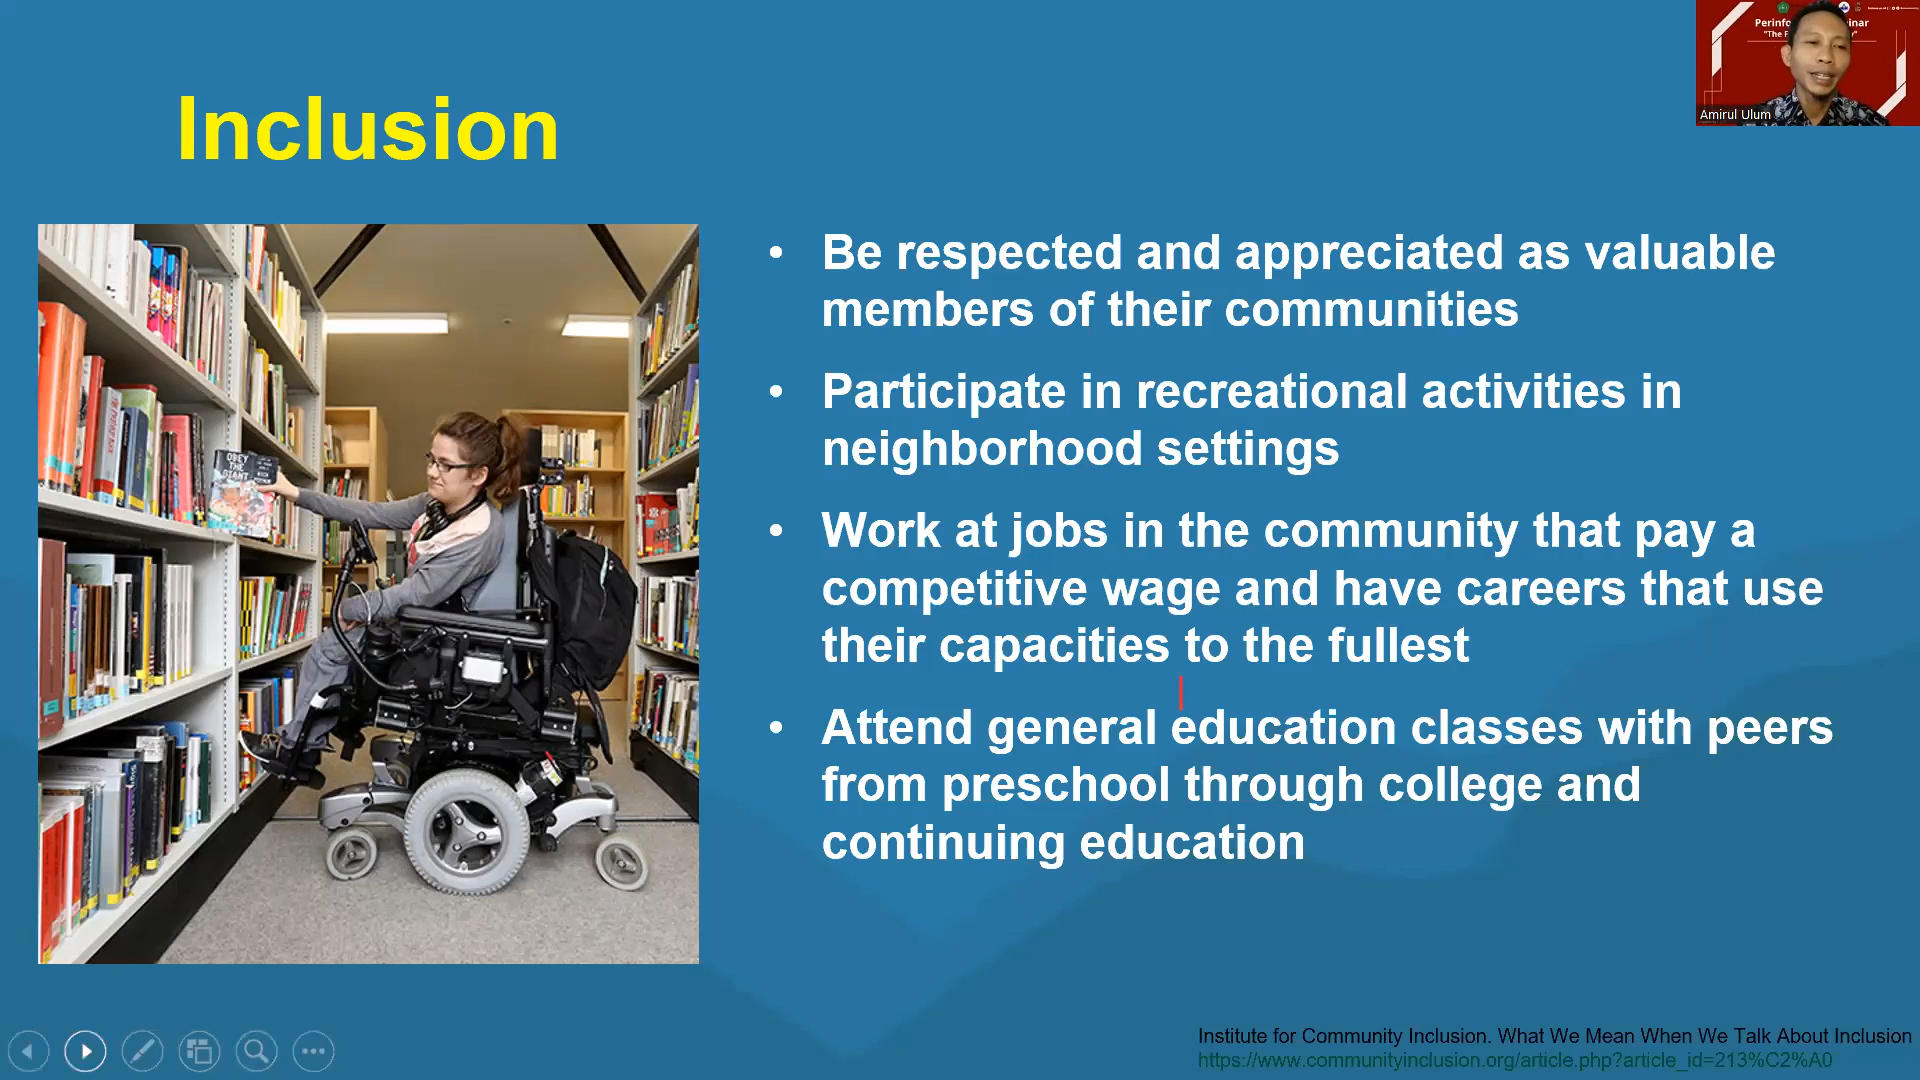 Inclusion
Amirul Ulum
• Be respected and appreciated as valuable
members of their communities
• Participate in recreational activities in
neighborhood settings
• Work at jobs in the community that pay a
competitive wage and have careers that use
their capacities to the fullest
• Attend general education classes with peers
from preschool through college and
continuing education
OBEY
THE
GIANT
Institute for Community Inclusion. What We Mean When We Talk About Inclusion
https://www.communityinclusion.org/article.php?article_id=213%C2%A0